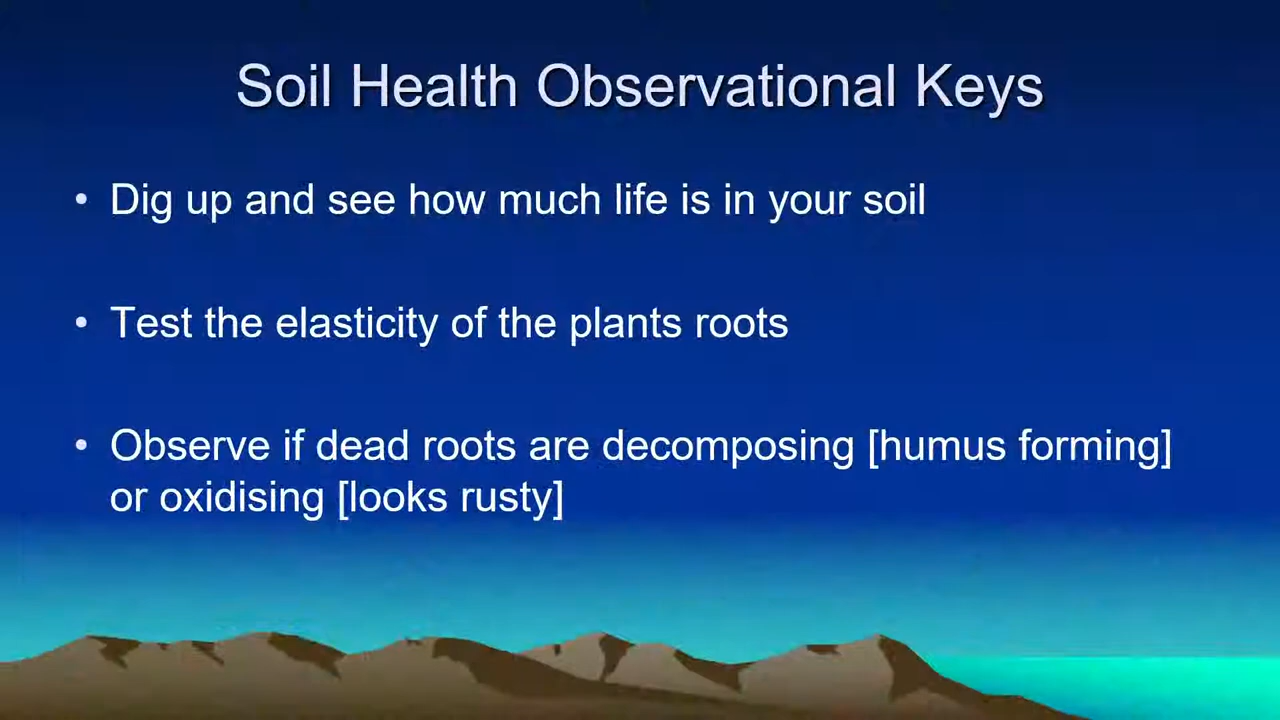 Soil Health Observational Keys
• Dig up and see how much life is in your soil
• Test the elasticity of the plants roots
• Observe if dead roots are decomposing [humus forming]
or oxidising [looks rusty]